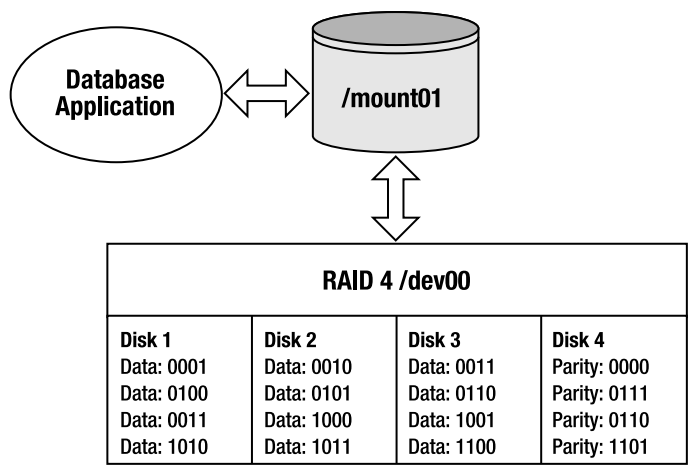 Database
Application
/mount01
RAID 4 /dev00
Disk 1
Data: 0001
Data: 0100
Data: 0011
Data: 1010
Disk 2
Data: 0010
Data: 0101
Data: 1000
Data: 1011
Disk 3
Data: 0011
Data: 0110
Data: 1001
Data: 1100
Disk 4
Parity: 0000
Parity: 0111
Parity: 0110
Parity: 1101